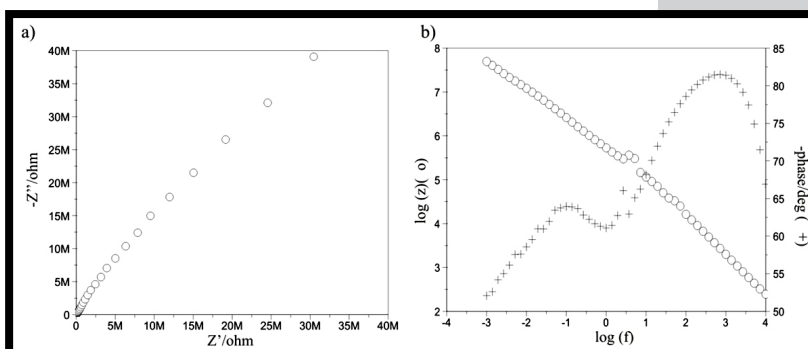 a)
40M
35M
30M
25M
20M
15M
10M
5M
0
-Z''/ohm
0 5M 10M 15M 20M 25M 30M 35M 40M
Z'/ohm
b)
8
7
6
5
4
3
2
log (z)( o)
85
80
75
70
65
60
55
50
-phase/deg ( +)
-4 -3 -2 -1 0 1 2 3 4
log (f)